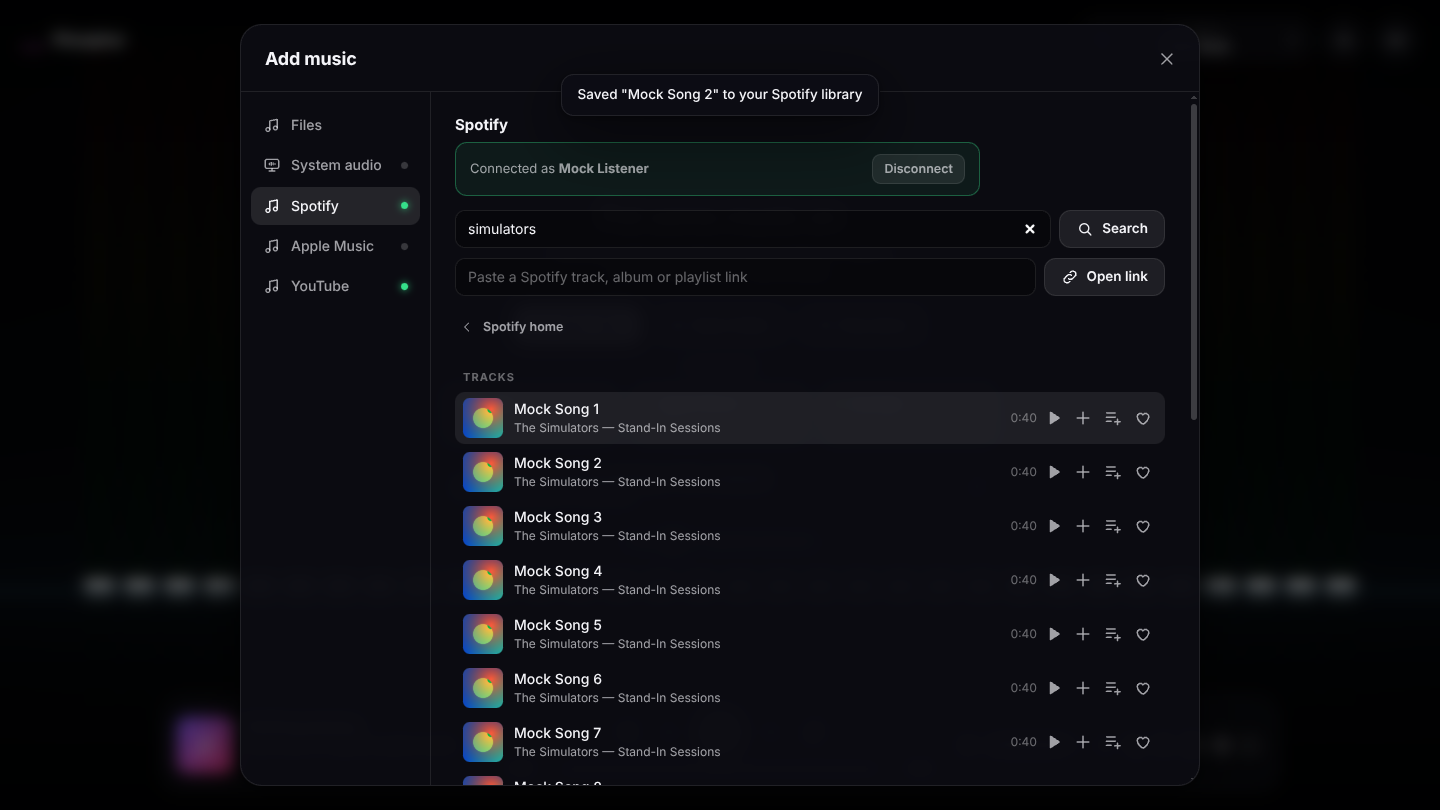 Add music
Saved "Mock Song 2" to your Spotify library
Files
System audio
Spotify
Apple Music
YouTube
Spotify
Connected as Mock Listener
Disconnect
simulators
Search
Paste a Spotify track, album or playlist link
Open link
Spotify home
TRACKS
Mock Song 1
The Simulators — Stand-In Sessions
0:40
Mock Song 2
The Simulators — Stand-In Sessions
0:40
Mock Song 3
The Simulators — Stand-In Sessions
0:40
Mock Song 4
The Simulators — Stand-In Sessions
0:40
Mock Song 5
The Simulators — Stand-In Sessions
0:40
Mock Song 6
The Simulators — Stand-In Sessions
0:40
Mock Song 7
The Simulators — Stand-In Sessions
0:40